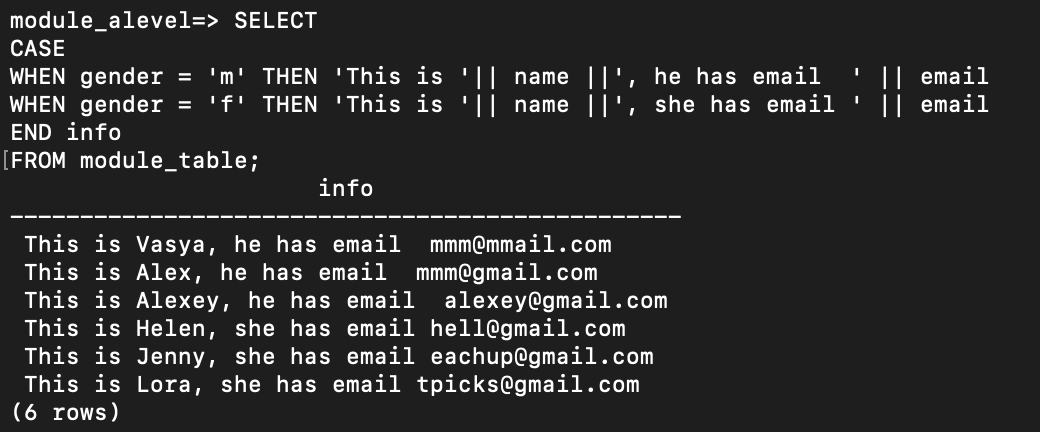 module_alevel=> SELECT
CASE
WHEN gender = 'm' THEN 'This is '|| name ||', he has email  ' || email
WHEN gender = 'f' THEN 'This is '|| name ||', she has email ' || email
END info
[FROM module_table;
                      info
------------------------------------------------
 This is Vasya, he has email  mmm@mmail.com
 This is Alex, he has email  mmm@gmail.com
 This is Alexey, he has email  alexey@gmail.com
 This is Helen, she has email hell@gmail.com
 This is Jenny, she has email eachup@gmail.com
 This is Lora, she has email tpicks@gmail.com
(6 rows)